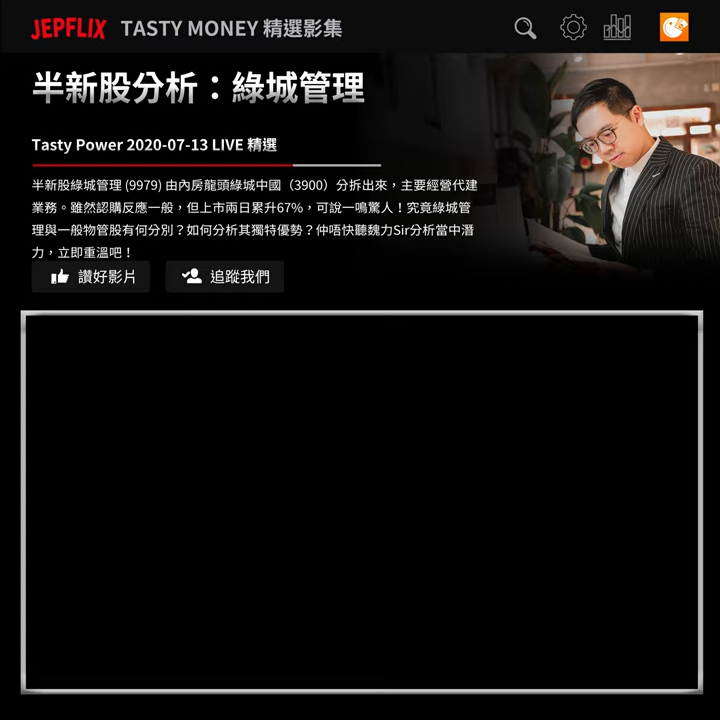 JEPFLIX TASTY MONEY 精選影集
半新股分析：綠城管理
Tasty Power 2020-07-13 LIVE 精選
半新股綠城管理 (9979) 由內房龍頭綠城中國（3900）分拆出來，主要經營代建
業務。雖然認購反應一般，但上市兩日累升67%，可說一鳴驚人！究竟綠城管
理與一般物管股有何分別？如何分析其獨特優勢？仲唔快聽魏力Sir分析當中潛
力，立即重溫吧！
讚好影片 追蹤我們